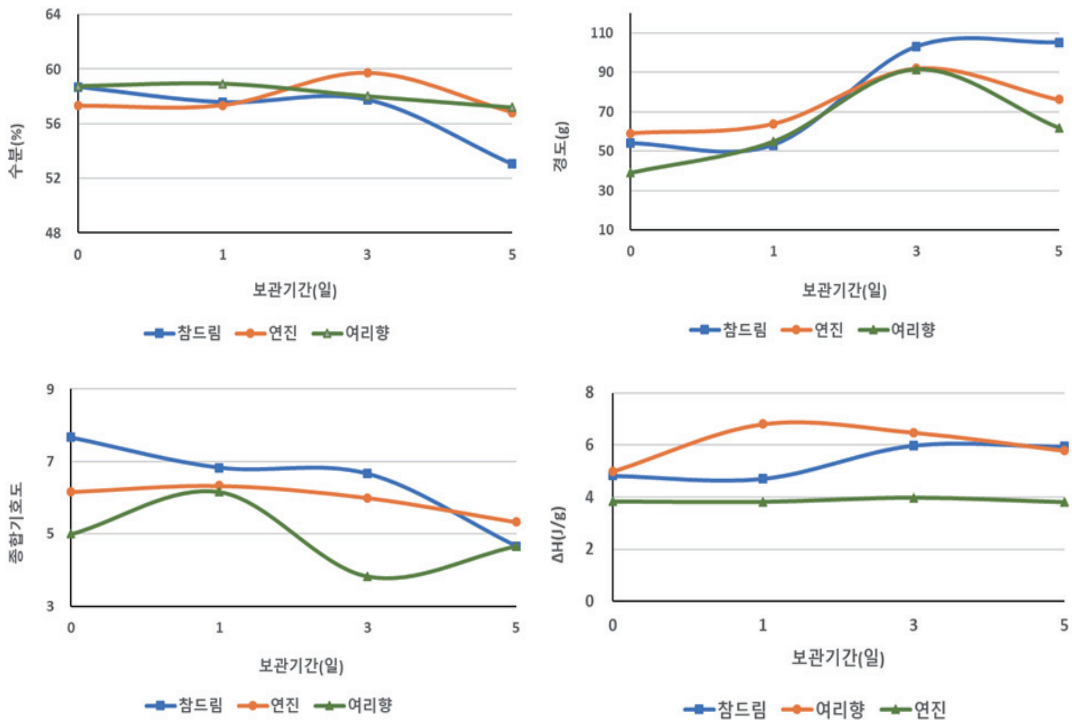 64
60
56
52
48
수분(%)
0 1 3 5
보관기간(일)
참드림 연진 여리향
110
90
70
50
30
10
경도(g)
0 1 3 5
보관기간(일)
참드림 연진 여리향
9
7
5
3
종합기호도
0 1 3 5
보관기간(일)
참드림 연진 여리향
8
6
4
2
0
ΔH(J/g)
0 1 3 5
보관기간(일)
참드림 여리향 연진